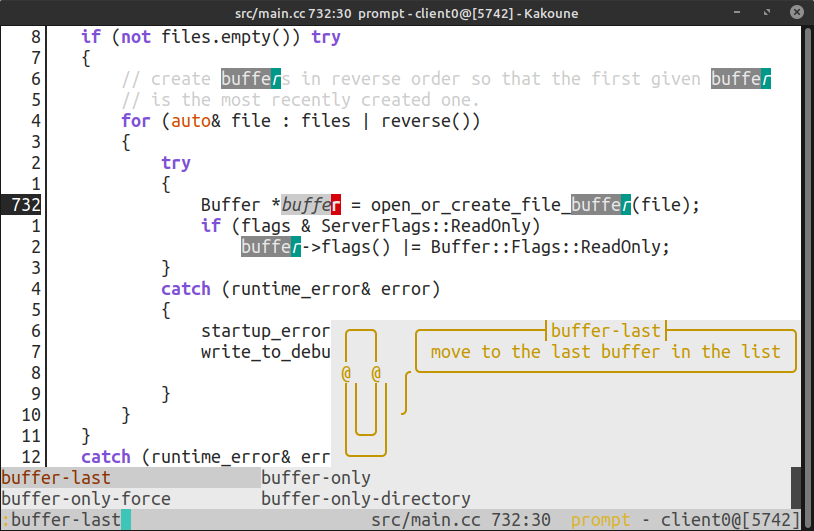 src/main.cc 732:30 prompt - client0@[5742] - Kakoune
8 if (not files.empty()) try
7 {
6 // create buffers in reverse order so that the first given buffer
5 // is the most recently created one.
4 for (auto& file : files | reverse())
3 {
2 try
1 {
732 Buffer *buffer = open_or_create_file_buffer(file);
1 if (flags & ServerFlags::ReadOnly)
2 buffer->flags() |= Buffer::Flags::ReadOnly;
3 }
4 catch (runtime_error& error)
5 {
6 startup_error
7 write_to_debu
8
9 }
10 }
11 }
12 catch (runtime_error& err
buffer-last
move to the last buffer in the list
@ @
buffer-last buffer-only
buffer-only-force buffer-only-directory
:buffer-last src/main.cc 732:30 prompt - client0@[5742]